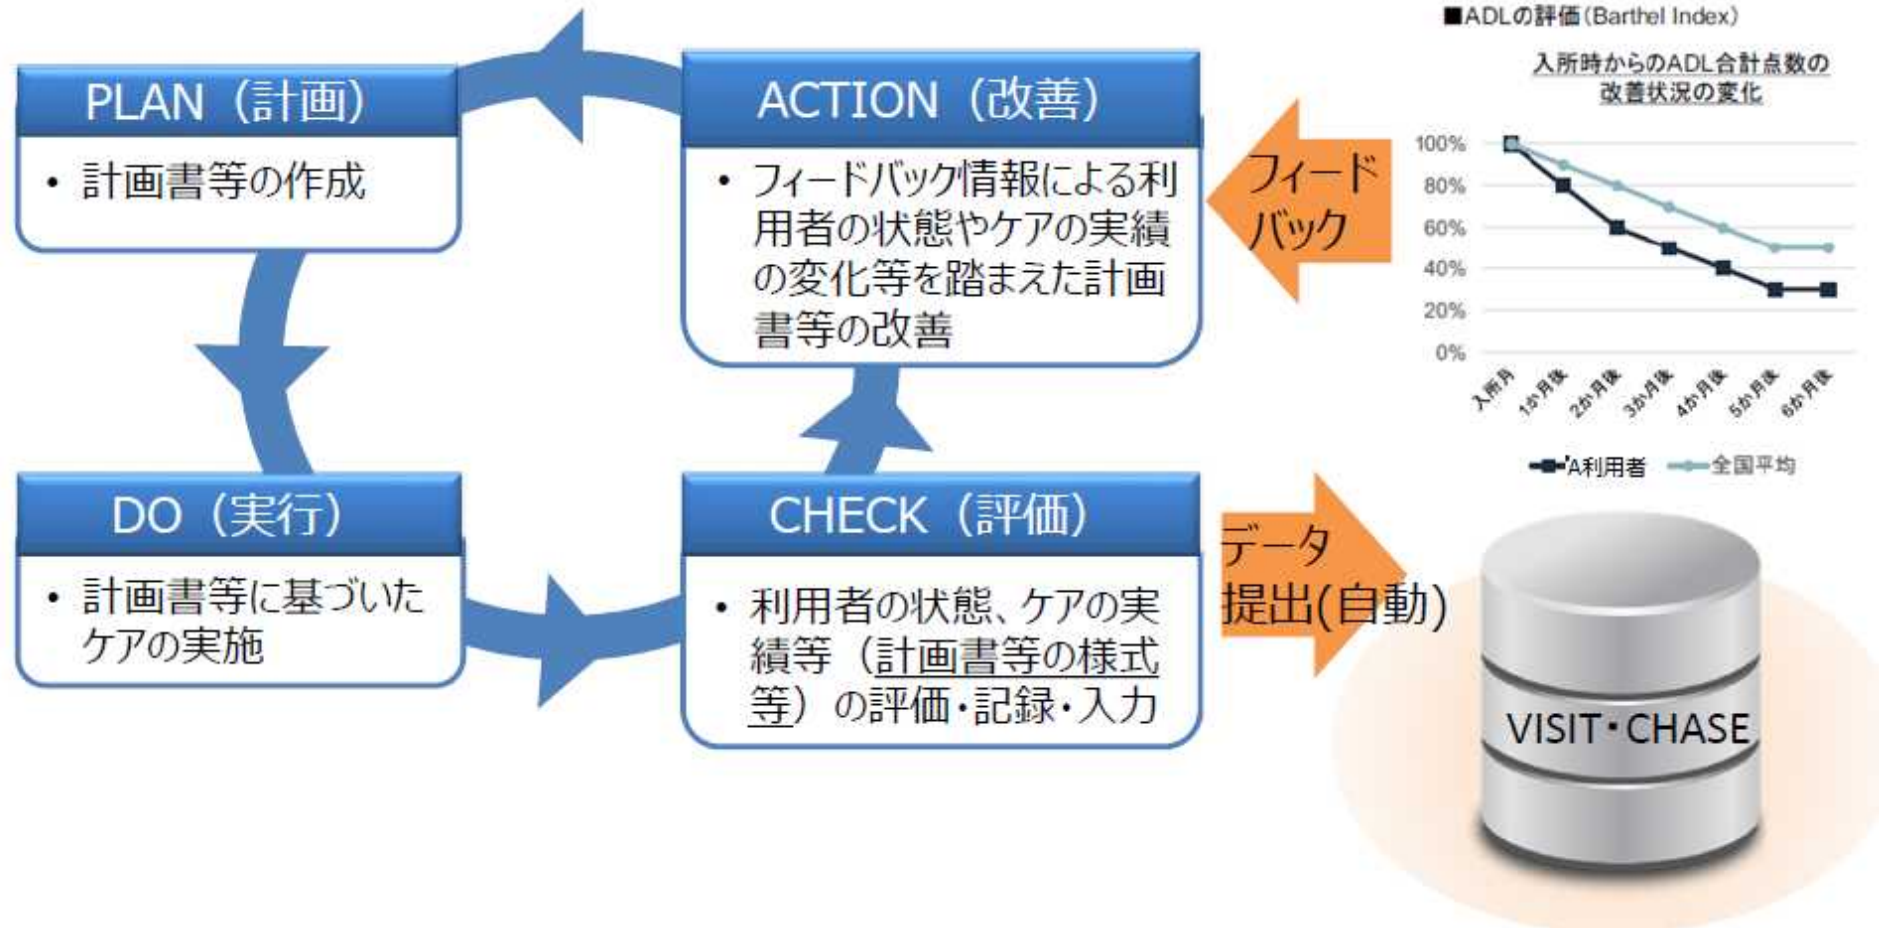 PLAN（計画）
• 計画書等の作成
ACTION（改善）
• フィードバック情報による利
用者の状態やケアの実績
の変化等を踏まえた計画
書等の改善
フィード
バック
■ADLの評価（Barthel Index）
入所時からのADL合計点数の
改善状況の変化
100%
80%
60%
40%
20%
0%
入所月
1か月後
2か月後
3か月後
4か月後
5か月後
6か月後
A利用者
全国平均
DO（実行）
• 計画書等に基づいた
ケアの実施
CHECK（評価）
• 利用者の状態、ケアの実
績等（計画書等の様式
等）の評価・記録・入力
データ
提出(自動)
VISIT・CHASE